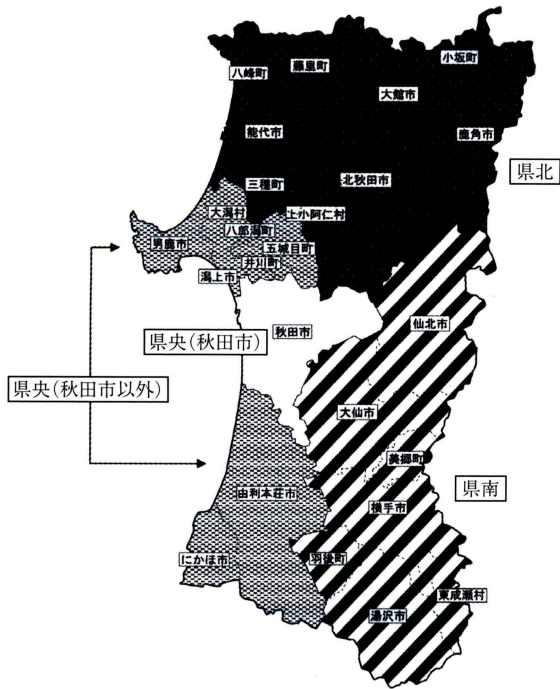 小坂町
藤里町
八峰町
大館市
能代市
鹿角市
県北
北秋田市
三種町
大潟村
上小阿仁村
八郎潟町
男鹿市
五城目町
井川町
潟上市
仙北市
秋田市
県央(秋田市)
県央(秋田市以外)
大仙市
美郷町
県南
由利本荘市
横手市
にかほ市
羽後町
東成瀬村
湯沢市